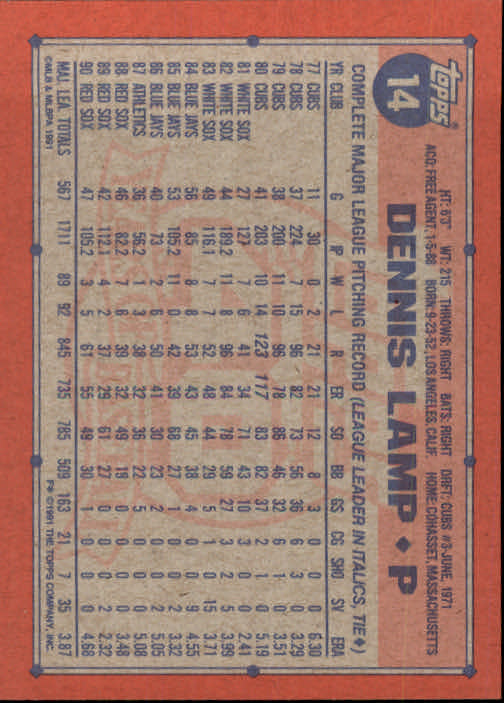 TOPPS
14
HT: 6'3" WT: 215 THROWS: RIGHT BATS: RIGHT DRFT: CUBS #3-JUNE, 1971
ACQ: FREE AGENT, 1-5-88 BORN: 9-23-52, LOS ANGELES, CALIF. HOME: COHASSET, MASSACHUSETTS
DENNIS LAMP ♦ P
COMPLETE MAJOR LEAGUE PITCHING RECORD (LEAGUE LEADER IN ITALICS, TIE♦)
YR CLUB G IP W L R ER SO BB GS CG SHO SV ERA
77 CUBS 11 30 0 2 21 21 12 8 3 0 0 0 6.30
78 CUBS 37 224 7 15 96 82 73 56 36 6 3 0 3.29
79 CUBS 38 200 11 10 96 78 86 46 32 6 1 0 3.51
80 CUBS 41 203 10 14 123 117 83 82 37 2 1 0 5.19
81 WHITE SOX 27 127 7 6 41 34 71 43 10 3 0 0 2.41
82 WHITE SOX 44 189.2 11 8 96 84 78 59 27 3 2 5 3.99
83 WHITE SOX 49 116.1 7 7 52 48 44 29 5 1 0 15 3.71
84 BLUE JAYS 56 85 8 8 53 43 45 38 4 0 0 9 4.55
85 BLUE JAYS 53 105.2 11 0 42 39 68 27 1 0 0 2 3.32
86 BLUE JAYS 40 73 2 6 50 41 30 23 2 0 0 2 5.05
87 ATHLETICS 36 56.2 1 3 38 32 36 22 5 0 0 0 5.08
88 RED SOX 46 82.2 7 6 39 32 49 19 0 0 0 0 3.48
89 RED SOX 42 112.1 4 2 37 29 61 27 0 0 0 2 2.32
90 RED SOX 47 105.2 3 5 61 55 49 30 1 0 0 0 4.68
MAJ. LEA. TOTALS 567 1711 89 92 845 735 785 509 163 21 7 35 3.87
©MLB & MLBPA 1991 P® ©1991 THE TOPPS COMPANY, INC.